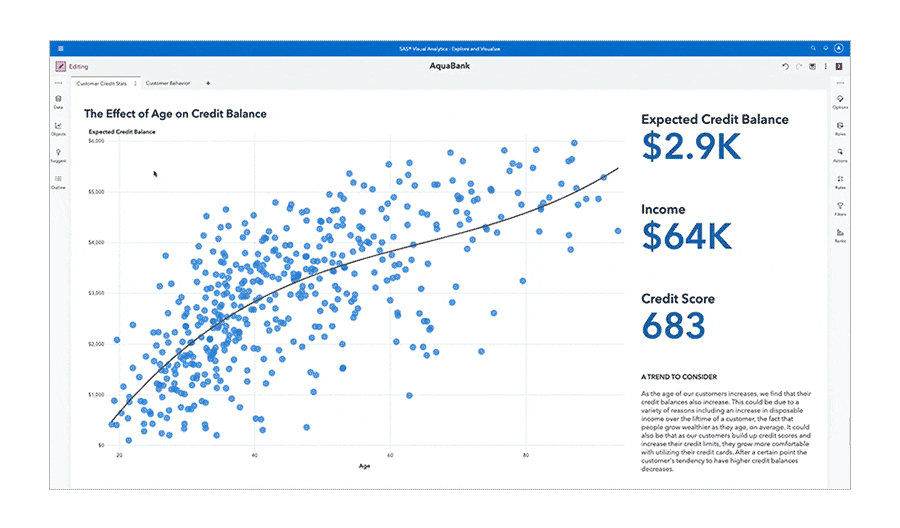 SAS® Visual Analytics - Explore and Visualize
Editing
AquaBank
Customer Credit Stats
Customer Behavior
Data
Objects
Suggest
Outline
The Effect of Age on Credit Balance
Expected Credit Balance
$6,000
$5,000
$4,000
$3,000
$2,000
$1,000
$0
20
40
60
80
Age
Expected Credit Balance
$2.9K
Income
$64K
Credit Score
683
A TREND TO CONSIDER
As the age of our customers increases, we find that their
credit balances also increase. This could be due to a
variety of reasons including an increase in disposable
income over the liftime of a customer, the fact that
people grow wealthier as they age, on average. It could
also be that as our customers build up credit scores and
increase their credit limits, they grow more comfortable
with utilizing their credit cards. After a certain point the
customer's tendency to have higher credit balances
decreases.
Options
Roles
Actions
Rules
Filters
Ranks